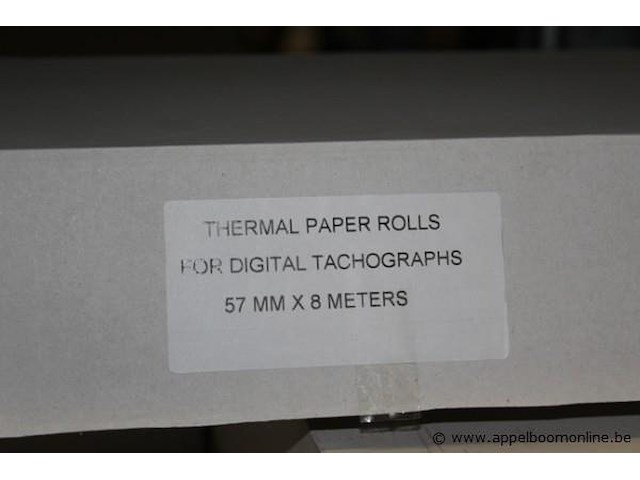 THERMAL PAPER ROLLS
FOR DIGITAL TACHOGRAPHS
57 MM X 8 METERS
© www.appelboomonline.be